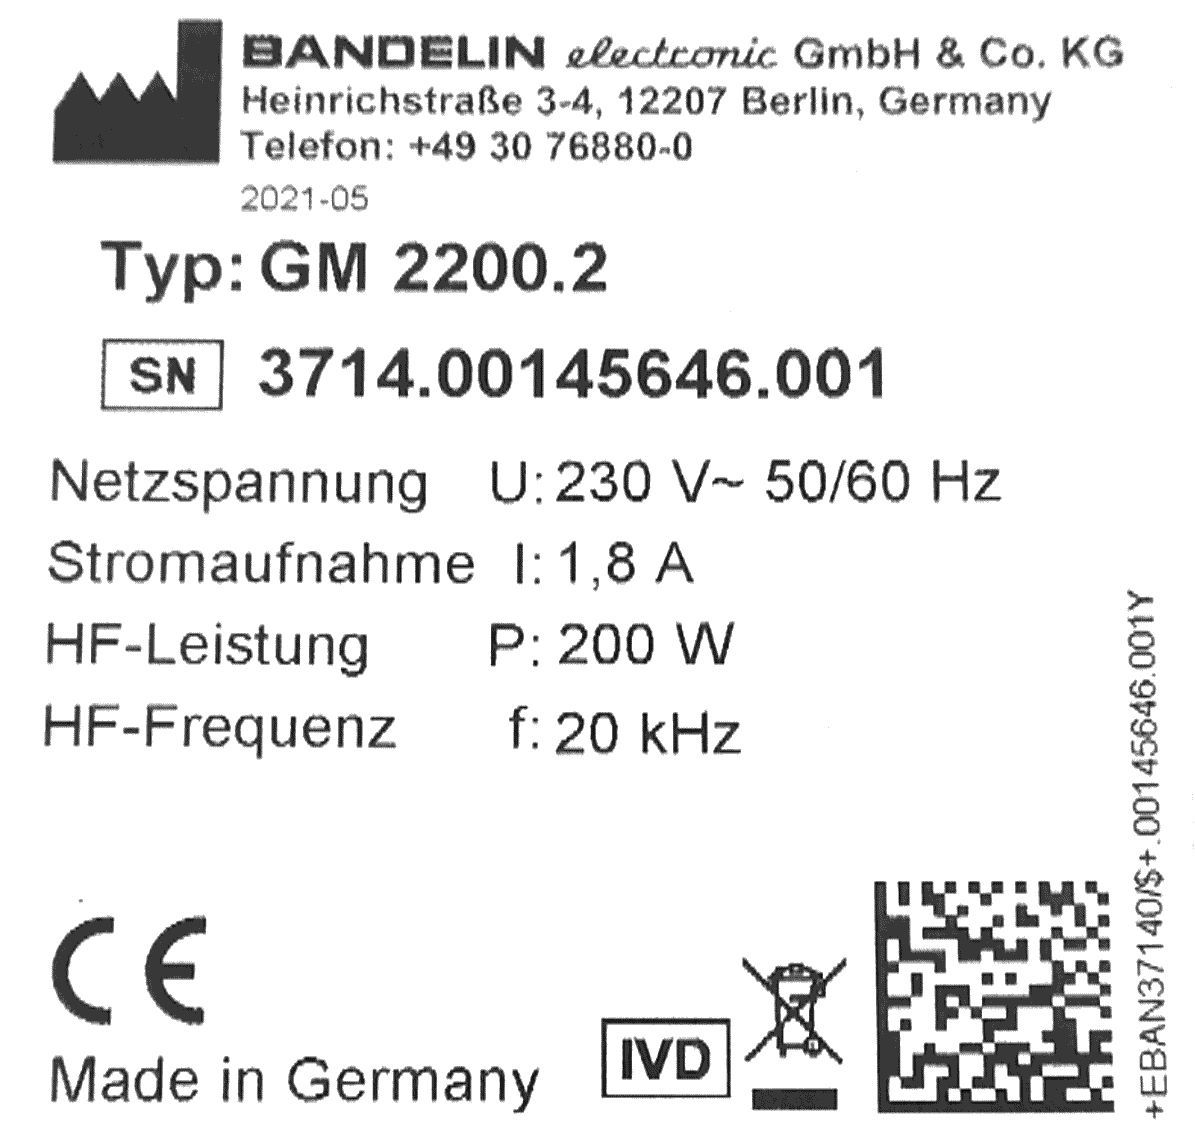 BANDELIN electronic GmbH & Co. KG
Heinrichstraße 3-4, 12207 Berlin, Germany
Telefon: +49 30 76880-0
2021-05
Typ: GM 2200.2
SN 3714.00145646.001
Netzspannung U: 230 V~ 50/60 Hz
Stromaufnahme I: 1,8 A
HF-Leistung P: 200 W
HF-Frequenz f: 20 kHz
CE
Made in Germany
IVD
+EBAN37140/$+.00145646.001Y